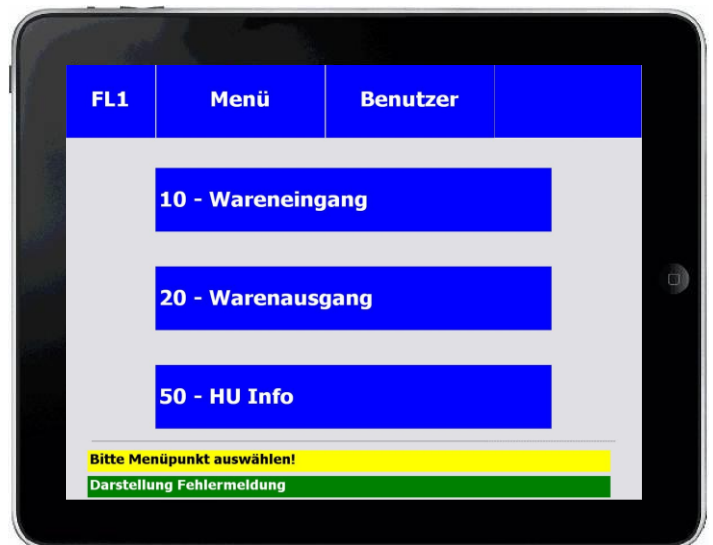 FL1 Menü Benutzer
10 - Wareneingang
20 - Warenausgang
50 - HU Info
Bitte Menüpunkt auswählen!
Darstellung Fehlermeldung